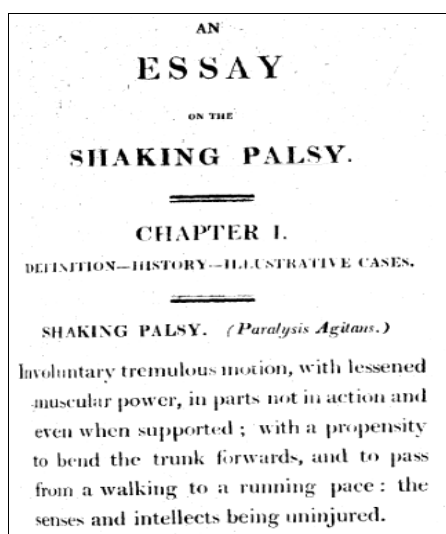 AN
ESSAY
ON THE
SHAKING PALSY.
CHAPTER I.
DEFINITION—HISTORY—ILLUSTRATIVE CASES.
SHAKING PALSY. (Paralysis Agitans.)
Involuntary tremulous motion, with lessened
muscular power, in parts not in action and
even when supported; with a propensity
to bend the trunk forwards, and to pass
from a walking to a running pace: the
senses and intellects being uninjured.